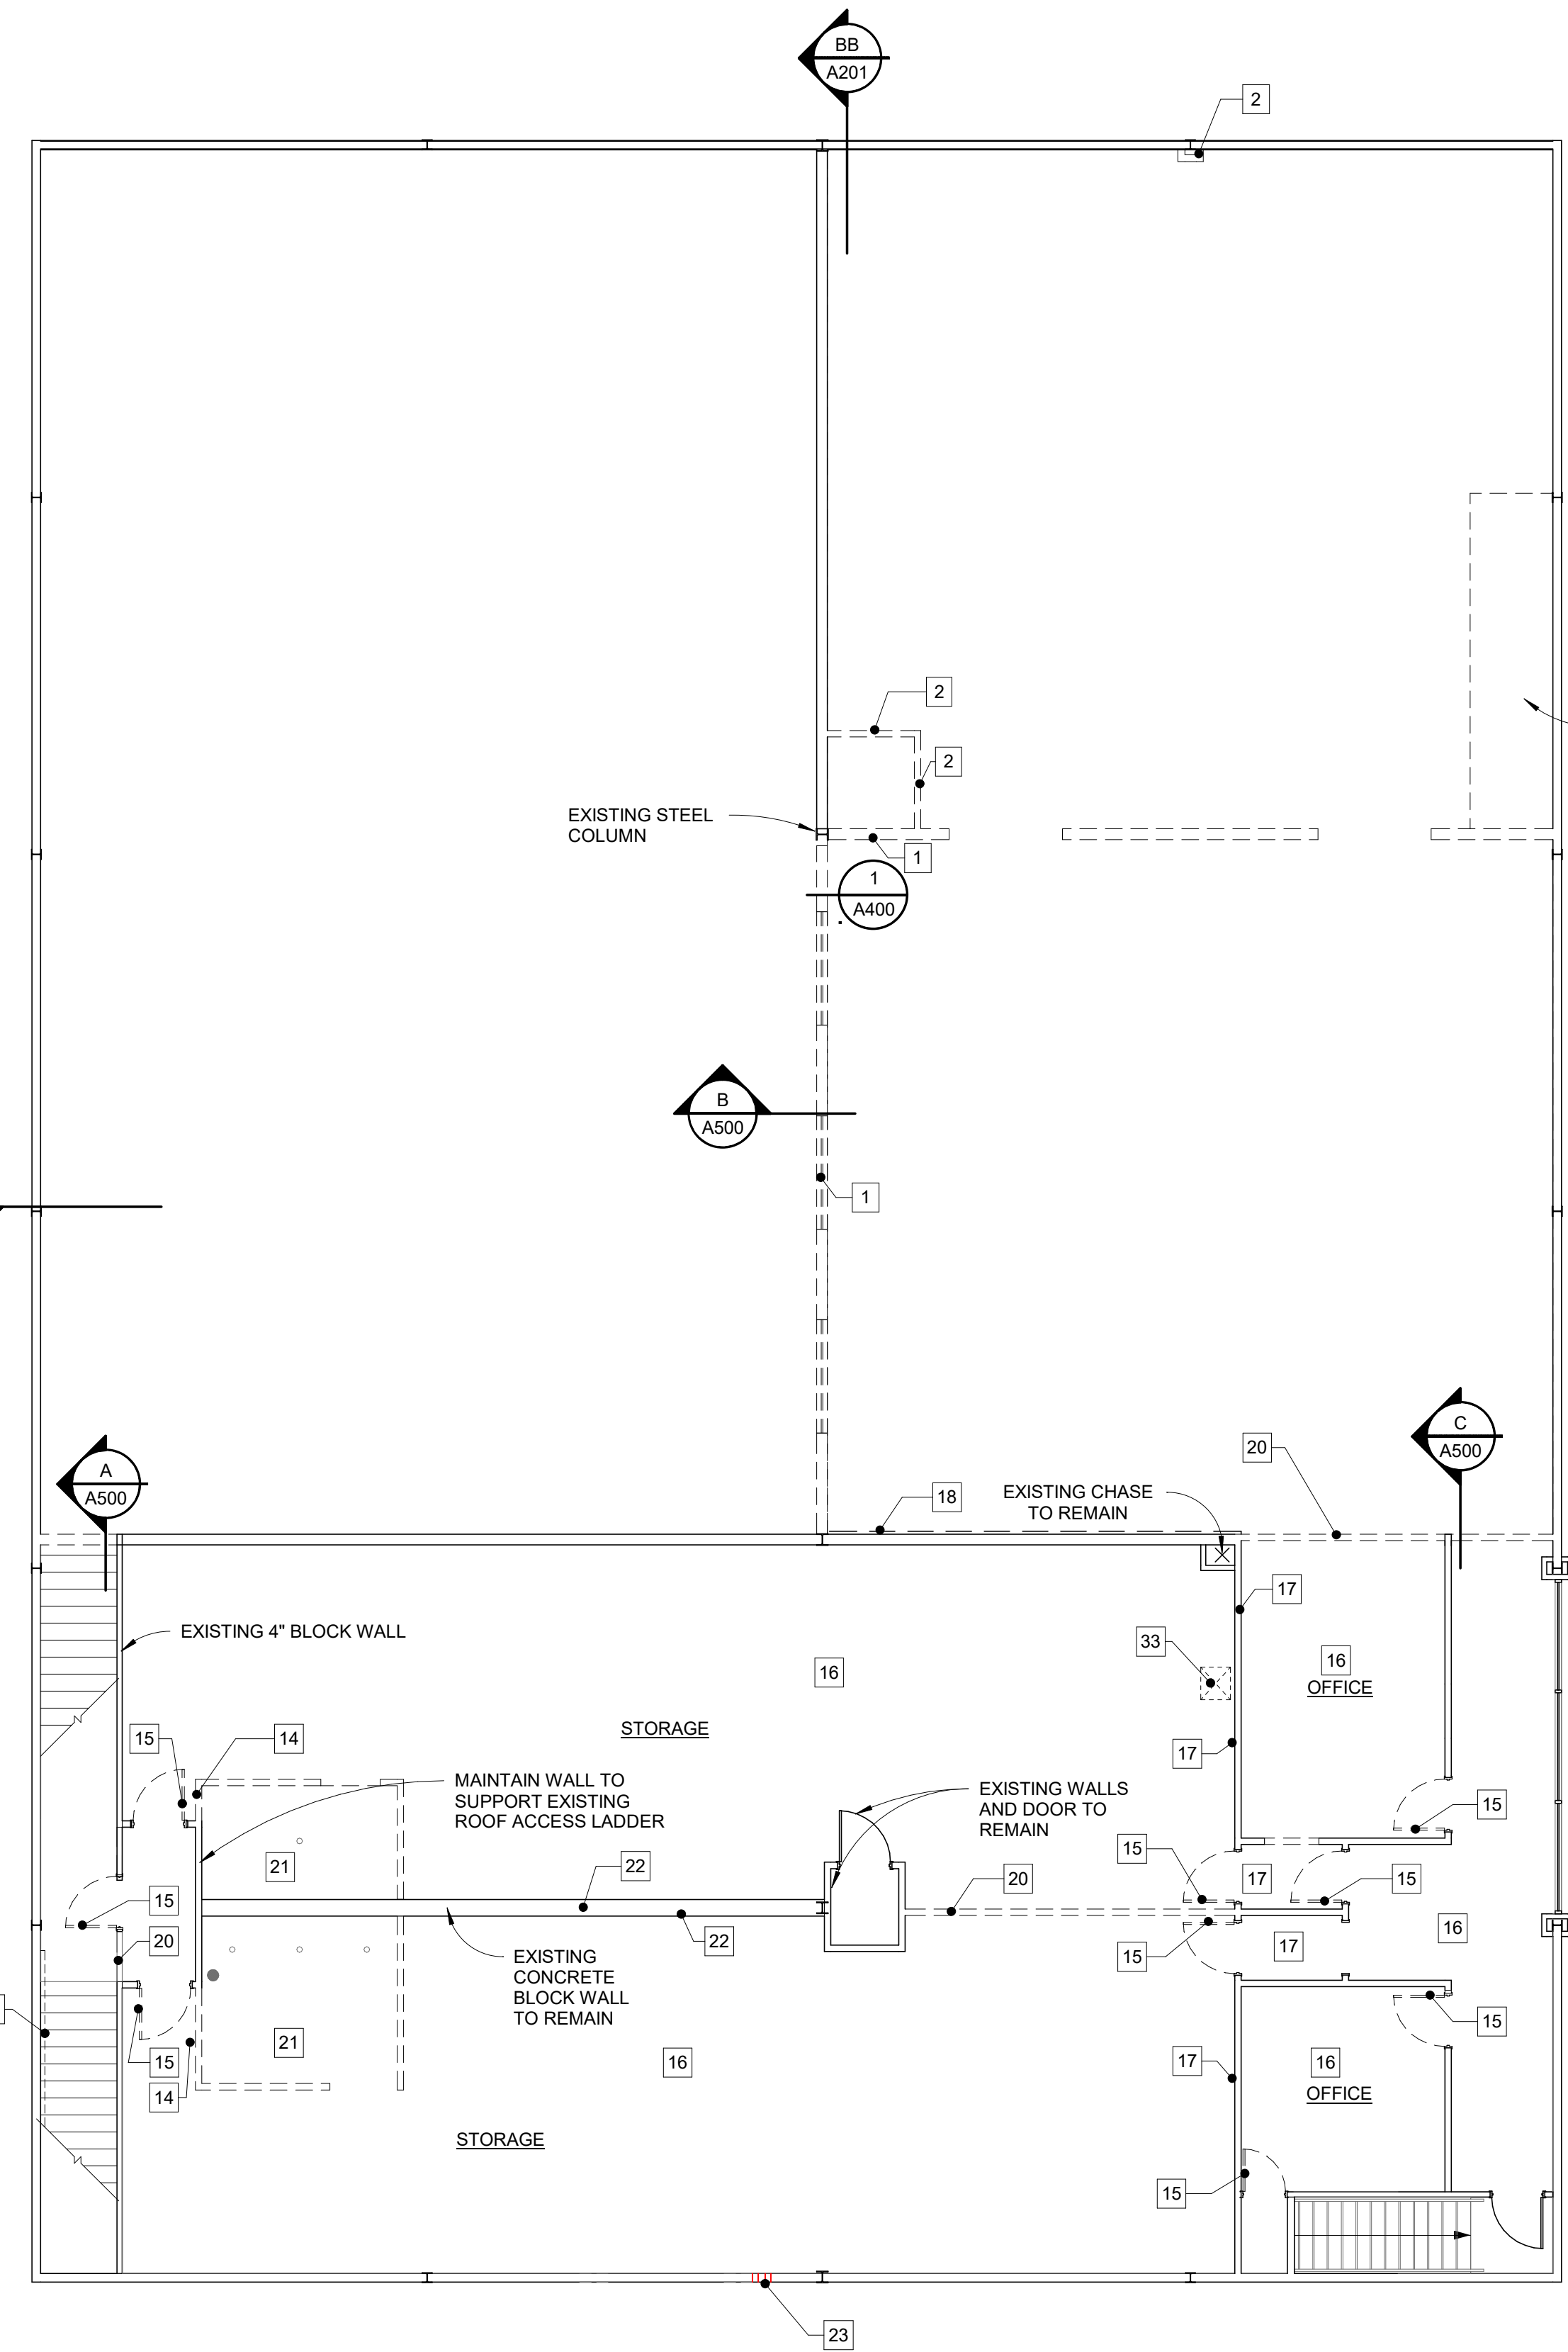 BB
A201
2
2
2
EXISTING STEEL
COLUMN
1
1
A400
B
A500
1
C
A500
20
A
A500
18
EXISTING CHASE
TO REMAIN
17
EXISTING 4" BLOCK WALL
33
16
16
OFFICE
STORAGE
15
14
17
MAINTAIN WALL TO
SUPPORT EXISTING
ROOF ACCESS LADDER
EXISTING WALLS
AND DOOR TO
REMAIN
15
15
21
22
20
17
15
15
20
22
16
17
15
EXISTING
CONCRETE
BLOCK WALL
TO REMAIN
15
21
15
14
16
17
16
OFFICE
STORAGE
15
23